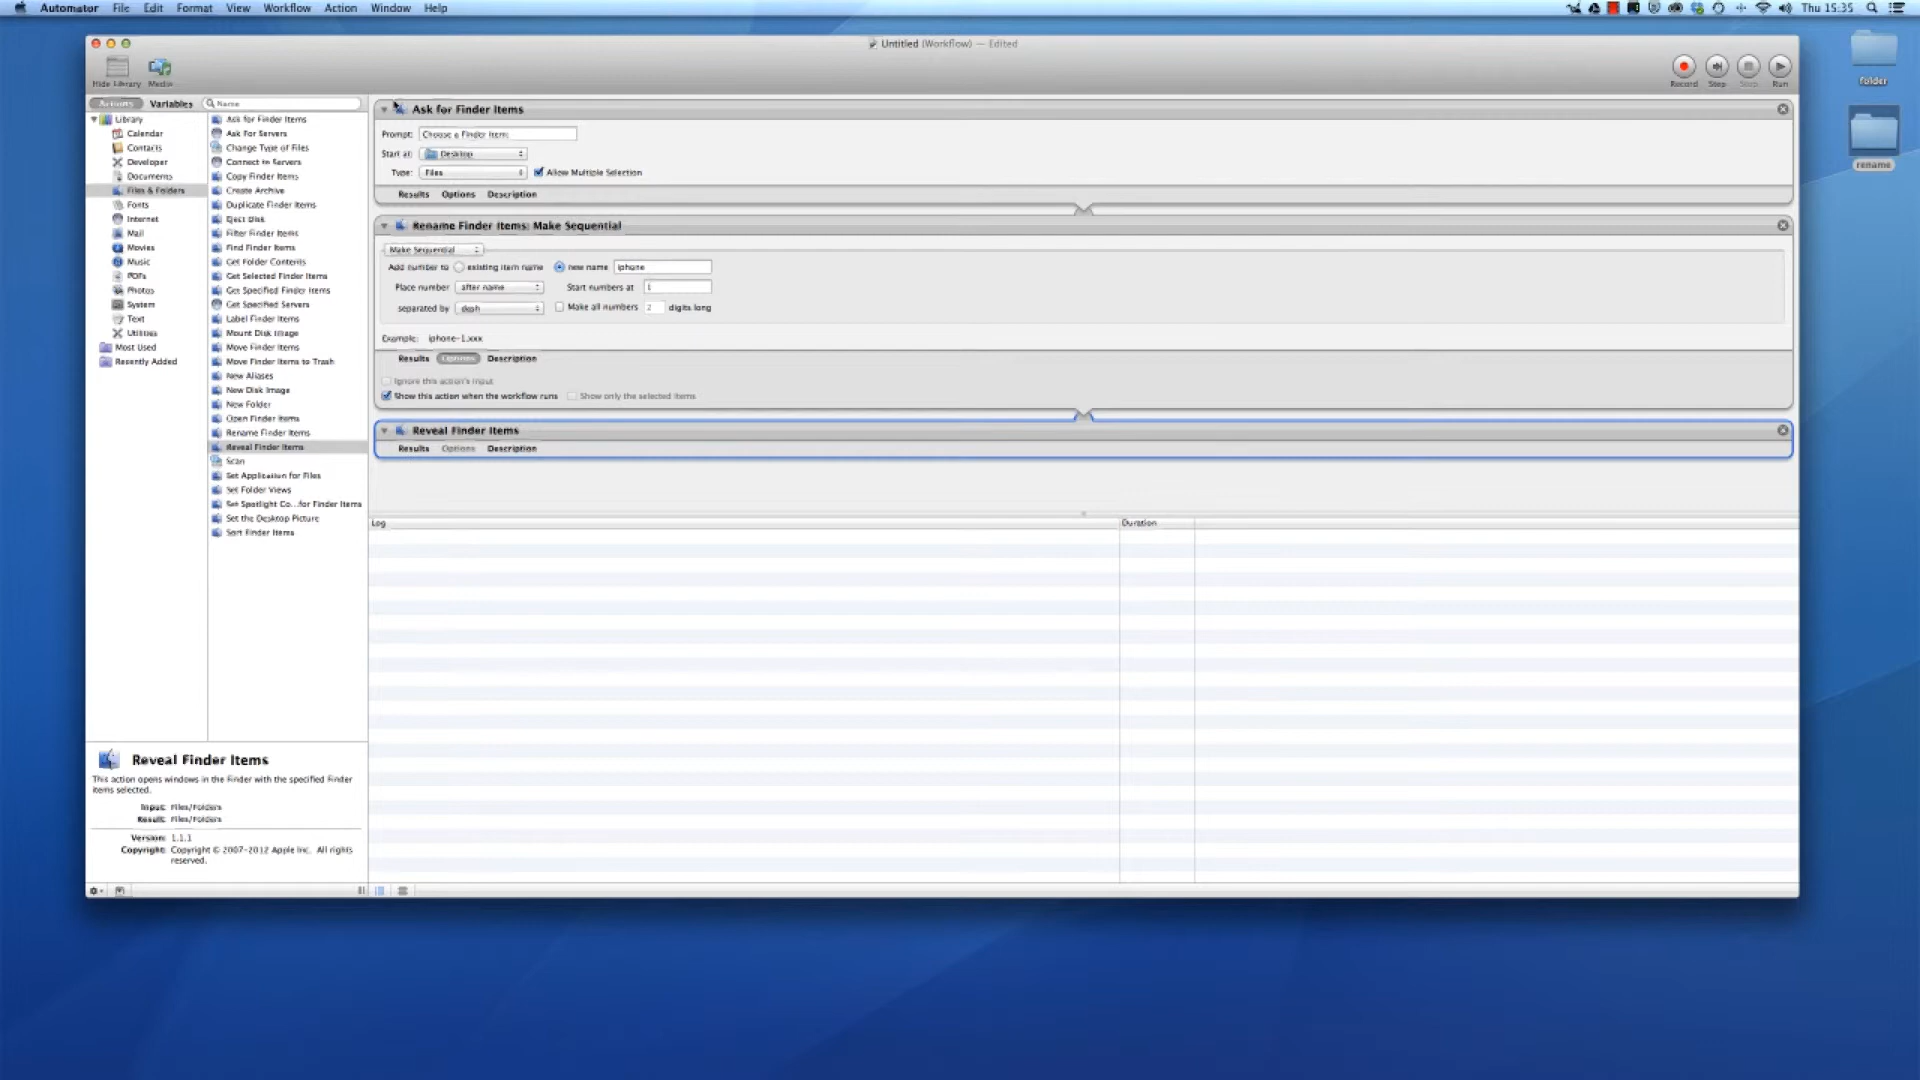 Automator File Edit Format View Workflow Action Window Help
Thu 15:35
Untitled (Workflow) — Edited
Hide Library Media
Record Step Stop Run
Actions Variables Name
Library
Calendar
Contacts
Developer
Documents
Files & Folders
Fonts
Internet
Mail
Movies
Music
PDFs
Photos
System
Text
Utilities
Most Used
Recently Added
Ask for Finder Items
Ask For Servers
Change Type of Files
Connect to Servers
Copy Finder Items
Create Archive
Duplicate Finder Items
Eject Disk
Filter Finder Items
Find Finder Items
Get Folder Contents
Get Selected Finder Items
Get Specified Finder Items
Get Specified Servers
Label Finder Items
Mount Disk Image
Move Finder Items
Move Finder Items to Trash
New Aliases
New Disk Image
New Folder
Open Finder Items
Rename Finder Items
Reveal Finder Items
Scan
Set Application for Files
Set Folder Views
Set Spotlight Co...for Finder Items
Set the Desktop Picture
Sort Finder Items
Ask for Finder Items
Prompt: Choose a Finder Item:
Start at: Desktop
Type: Files Allow Multiple Selection
Results Options Description
Rename Finder Items: Make Sequential
Make Sequential
Add number to existing item name new name iphone
Place number after name Start numbers at 1
separated by dash Make all numbers 2 digits long
Example: iphone-1.xxx
Results Options Description
Ignore this action's input
Show this action when the workflow runs Show only the selected items
Reveal Finder Items
Results Options Description
Log Duration
Reveal Finder Items
This action opens windows in the Finder with the specified Finder
items selected.
Input: Files/Folders
Result: Files/Folders
Version: 1.1.1
Copyright: Copyright © 2007-2012 Apple Inc. All rights
reserved.
folder
rename